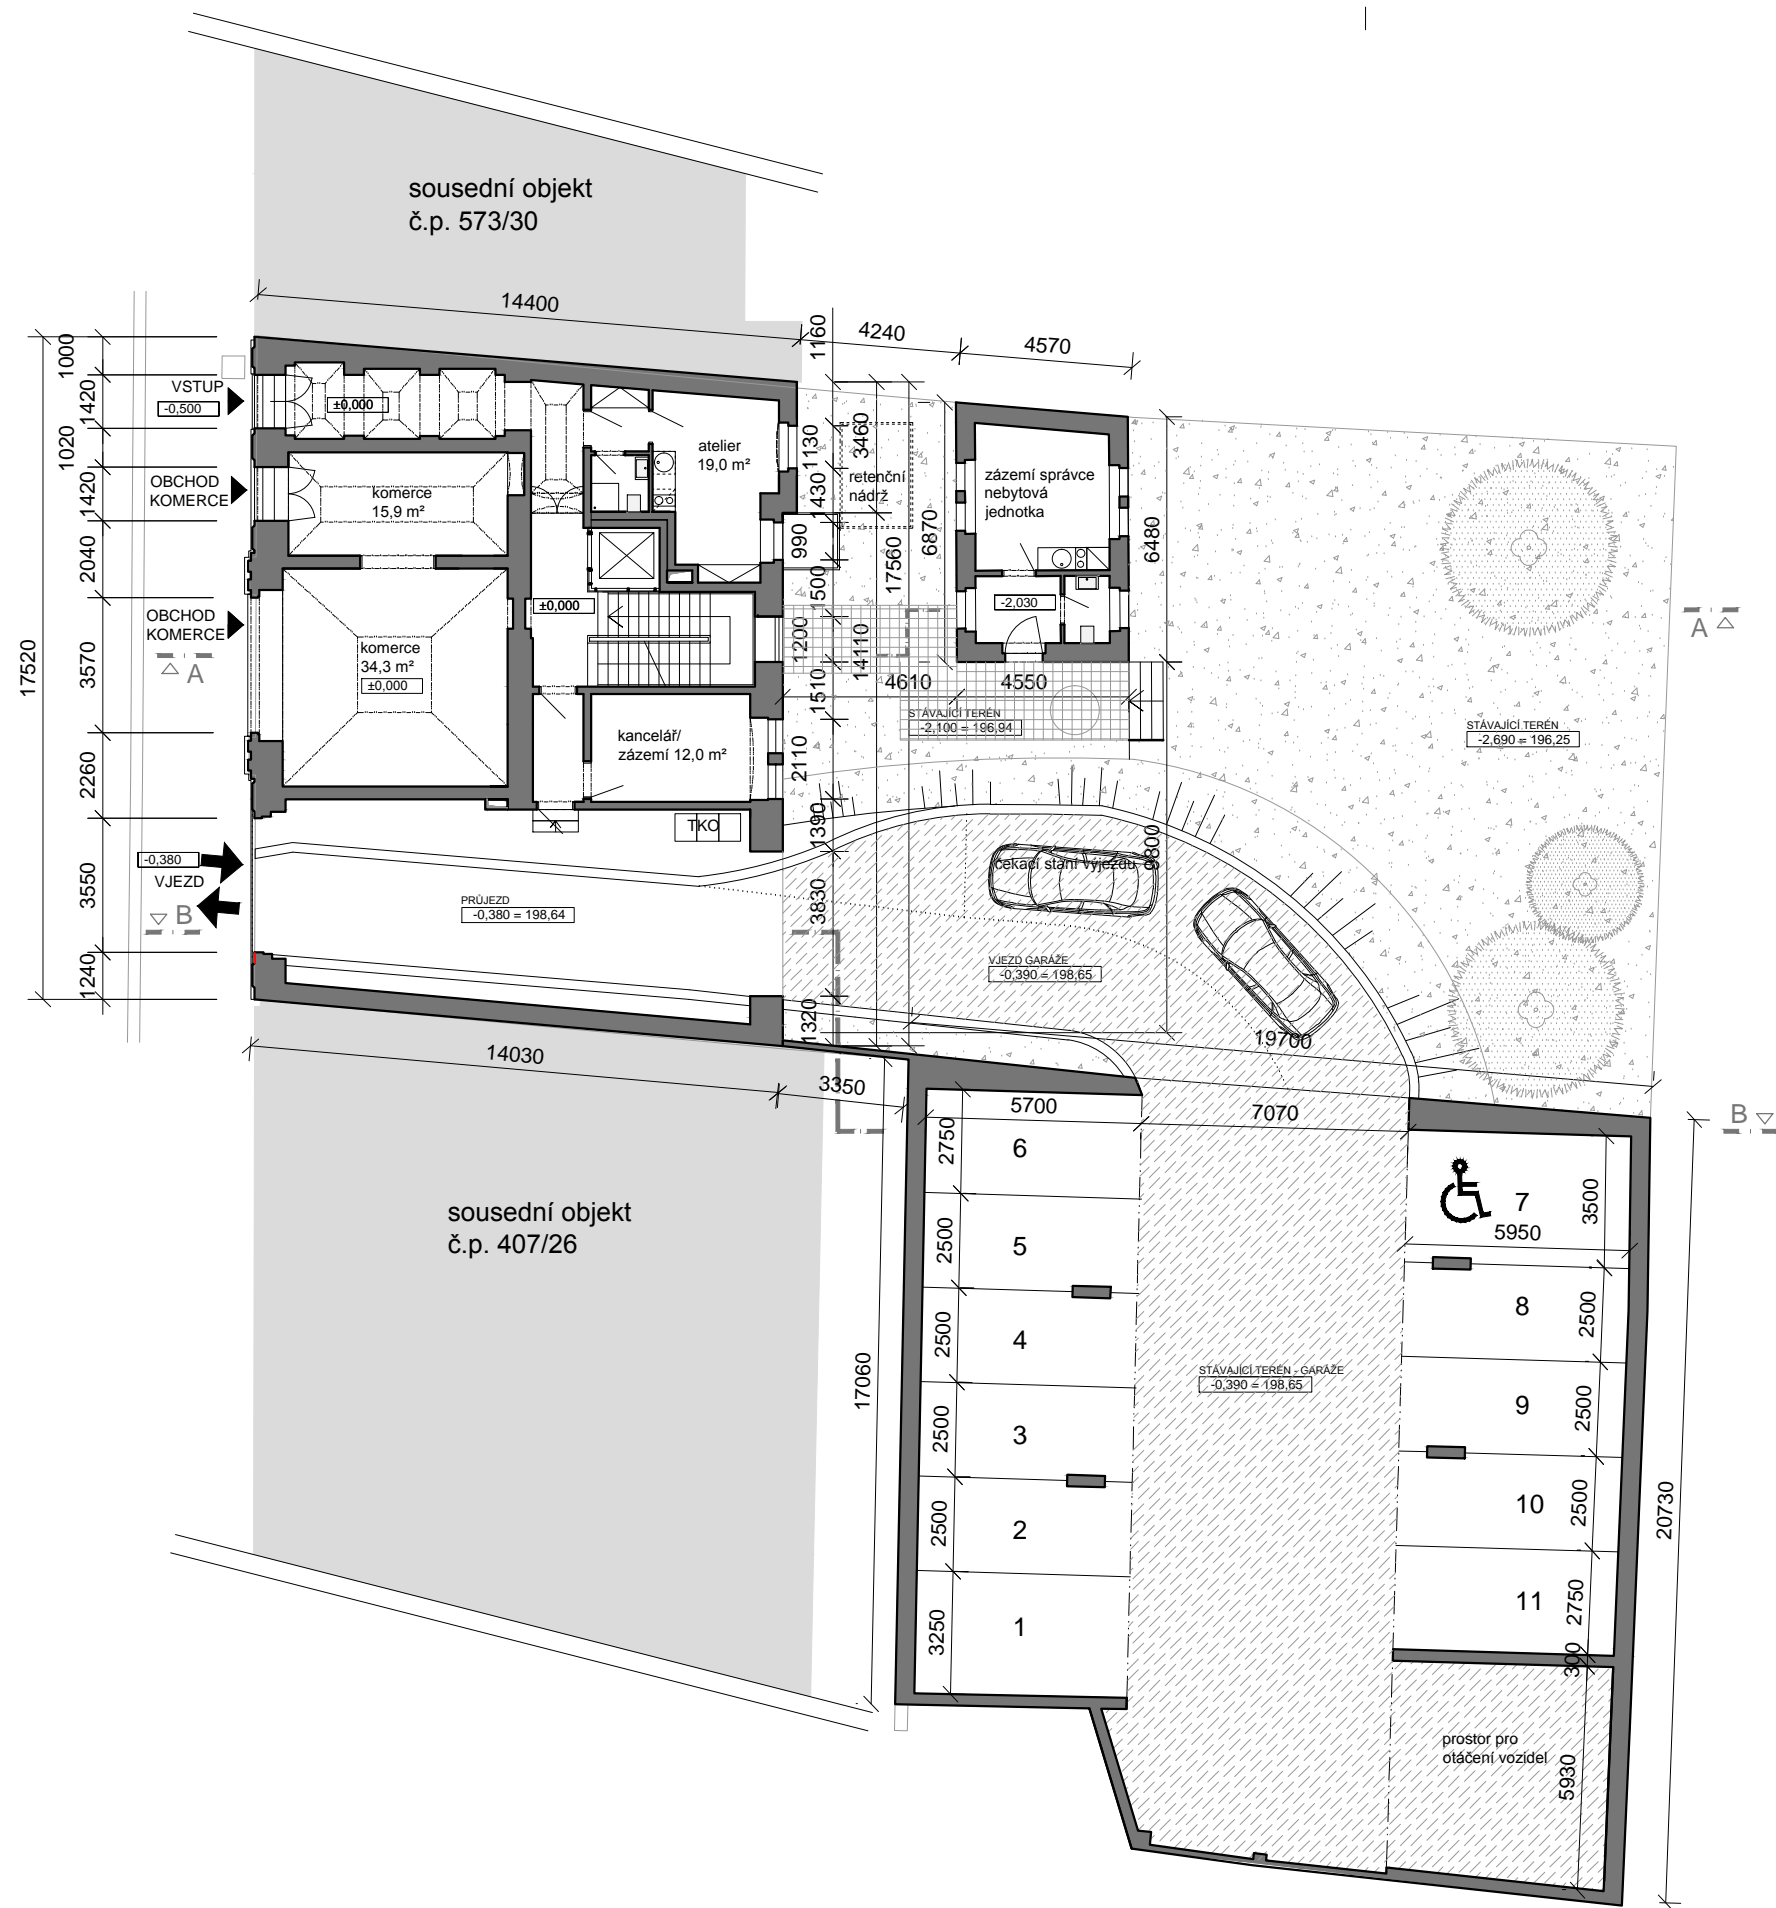 sousední objekt
č.p. 573/30
14400
4240
4570
1160
17520
1000
1420
1020
1420
2040
3570
2260
3550
1240
VSTUP
-0,500
OBCHOD
KOMERCE
OBCHOD
KOMERCE
A
±0,000
komerce
15,9 m²
komerce
34,3 m²
±0,000
±0,000
atelier
19,0 m²
kancelář/
zázemí 12,0 m²
TKO
1130
430
990
1500
1200
1510
2110
1390
3830
1320
3460
retenční
nádrž
1750
14110
6870
zázemí správce
nebytová
jednotka
-2,030
6480
4610
4550
STÁVAJÍCÍ TERÉN
-2,100 = 196,94
STÁVAJÍCÍ TERÉN
-2,690 = 196,25
A
-0,380
VJEZD
B
PRŮJEZD
-0,380 = 198,64
čekací stání výjezdu
VJEZD GARÁŽE
-0,390 = 198,65
19700
14030
3350
5700
7070
B
sousední objekt
č.p. 407/26
17060
2750
6
2500
5
2500
4
2500
3
2500
2
3250
1
7
5950
3500
8
2500
9
2500
10
2500
11
2750
300
STÁVAJÍCÍ TERÉN - GARÁŽE
-0,390 = 198,65
20730
prostor pro
otáčení vozidel
5930